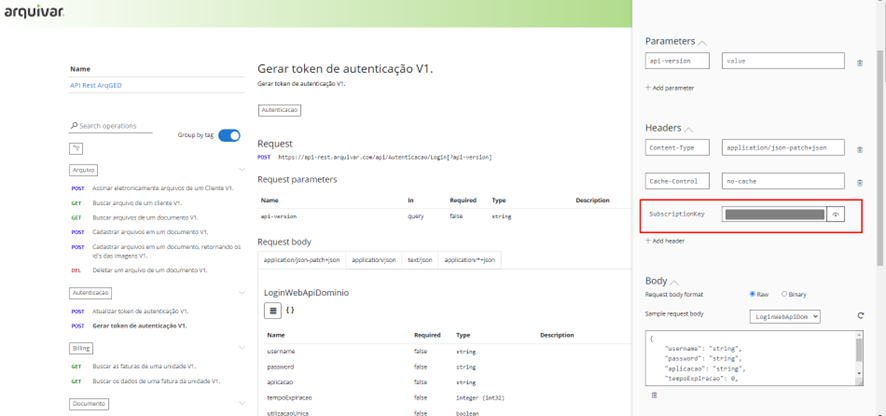 arquivar
Name
API Rest ArqGED
Search operations
Group by tag
Arquivo
POST Assinar eletronicamente arquivos de um Cliente V1.
GET Buscar arquivo de um cliente V1.
GET Buscar arquivos de um documento V1.
POST Cadastrar arquivos em um documento V1.
POST Cadastrar arquivos em um documento, retornando os
id's das imagens V1.
DEL Deletar um arquivo de um documento V1.
Autenticacao
POST Atualizar token de autenticação V1.
POST Gerar token de autenticação V1.
Billing
GET Buscar as faturas de uma unidade V1.
GET Buscar os dados de uma fatura da unidade V1.
Documento
Gerar token de autenticação V1.
Gerar token de autenticação V1.
Autenticacao
Request
POST https://api-rest.arquivar.com/api/Autenticacao/Login[?api-version]
Request parameters
Name In Required Type Description
api-version query false string
Request body
application/json-patch+json application/json text/json application/*+json
LoginWebApiDominio
{}
Name Required Type Description
username false string
password false string
aplicacao false string
tempoExpiracao false integer (int32)
utilizacaoUnica false boolean
Parameters
api-version value
+ Add parameter
Headers
Content-Type application/json-patch+json
Cache-Control no-cache
SubscriptionKey
+ Add header
Body
Request body format Raw Binary
Sample request body LoginWebApiDom
{
"username": "string",
"password": "string",
"aplicacao": "string",
"tempoExpiracao": 0,